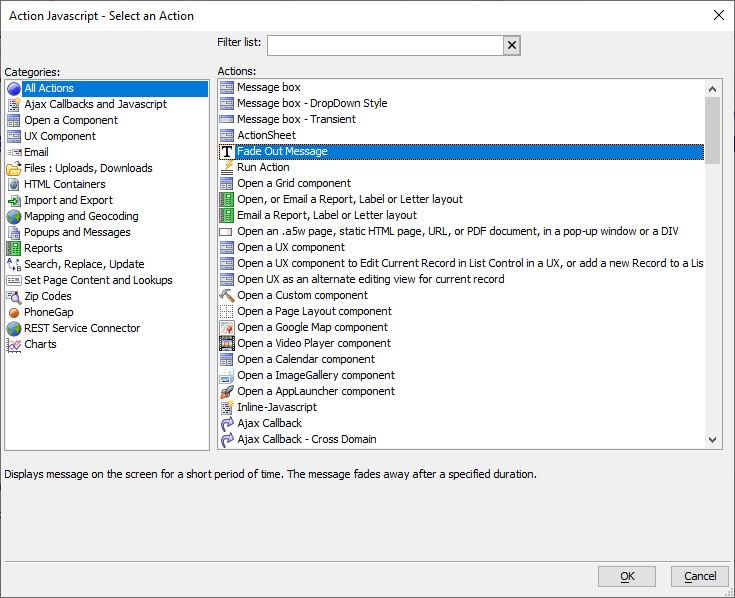 Action Javascript - Select an Action
Filter list:
Categories:
All Actions
Ajax Callbacks and Javascript
Open a Component
UX Component
Email
Files : Uploads, Downloads
HTML Containers
Import and Export
Mapping and Geocoding
Popups and Messages
Reports
Search, Replace, Update
Set Page Content and Lookups
Zip Codes
PhoneGap
REST Service Connector
Charts
Actions:
Message box
Message box - DropDown Style
Message box - Transient
ActionSheet
Fade Out Message
Run Action
Open a Grid component
Open, or Email a Report, Label or Letter layout
Email a Report, Label or Letter layout
Open an .a5w page, static HTML page, URL, or PDF document, in a pop-up window or a DIV
Open a UX component
Open a UX component to Edit Current Record in List Control in a UX, or add a new Record to a Lis
Open UX as an alternate editing view for current record
Open a Custom component
Open a Page Layout component
Open a Google Map component
Open a Video Player component
Open a Calendar component
Open a ImageGallery component
Open a AppLauncher component
Inline-Javascript
Ajax Callback
Ajax Callback - Cross Domain
Displays message on the screen for a short period of time. The message fades away after a specified duration.
OK
Cancel